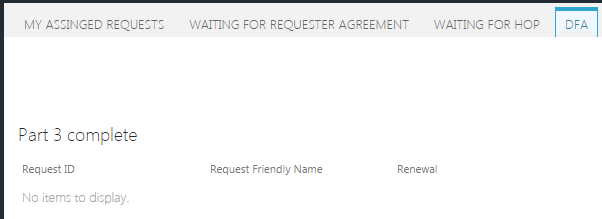 MY ASSINGED REQUESTS WAITING FOR REQUESTER AGREEMENT WAITING FOR HOP DFA
Part 3 complete
Request ID Request Friendly Name Renewal
No items to display.